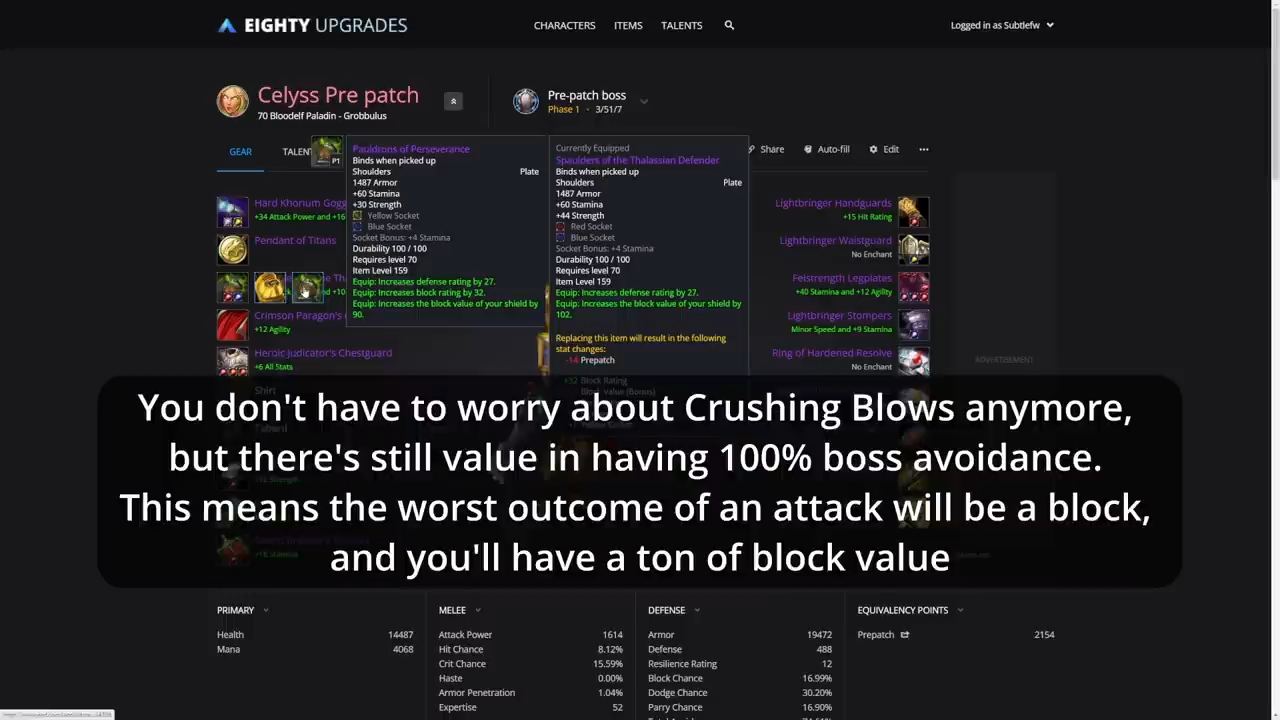 EIGHTY UPGRADES
CHARACTERS ITEMS TALENTS
Logged in as Subtlefw
Celyss Pre patch
70 Bloodelf Paladin - Grobbulus
Pre-patch boss
Phase 1 • 3/51/7
GEAR
TALEN
P1
Share
Auto-fill
Edit
Pauldrons of Perseverance
Binds when picked up
Shoulders Plate
1487 Armor
+60 Stamina
+30 Strength
Yellow Socket
Blue Socket
Socket Bonus: +4 Stamina
Durability 100 / 100
Requires level 70
Item Level 159
Equip: Increases defense rating by 27.
Equip: Increases block rating by 32.
Equip: Increases the block value of your shield by
90.
Currently Equipped
Spaulders of the Thalassian Defender
Binds when picked up
Shoulders Plate
1487 Armor
+60 Stamina
+44 Strength
Red Socket
Blue Socket
Socket Bonus: +4 Stamina
Durability 100 / 100
Requires level 70
Item Level 159
Equip: Increases defense rating by 27.
Equip: Increases the block value of your shield by
102.
Replacing this item will result in the following
stat changes:
-14 Prepatch
+32 Block Rating
Hard Khorium Gogg
+34 Attack Power and +16
Pendant of Titans
Crimson Paragon's
+12 Agility
Heroic Judicator's Chestguard
+6 All Stats
Shirt
Lightbringer Handguards
+15 Hit Rating
Lightbringer Waistguard
No Enchant
Felstrength Legplates
+40 Stamina and +12 Agility
Lightbringer Stompers
Minor Speed and +9 Stamina
Ring of Hardened Resolve
No Enchant
ADVERTISEMENT
You don't have to worry about Crushing Blows anymore,
but there's still value in having 100% boss avoidance.
This means the worst outcome of an attack will be a block,
and you'll have a ton of block value
PRIMARY
Health 14487
Mana 4068
MELEE
Attack Power 1614
Hit Chance 8.12%
Crit Chance 15.59%
Haste 0.00%
Armor Penetration 1.04%
Expertise 52
DEFENSE
Armor 19472
Defense 488
Resilience Rating 12
Block Chance 16.99%
Dodge Chance 30.20%
Parry Chance 16.90%
EQUIVALENCY POINTS
Prepatch 2154